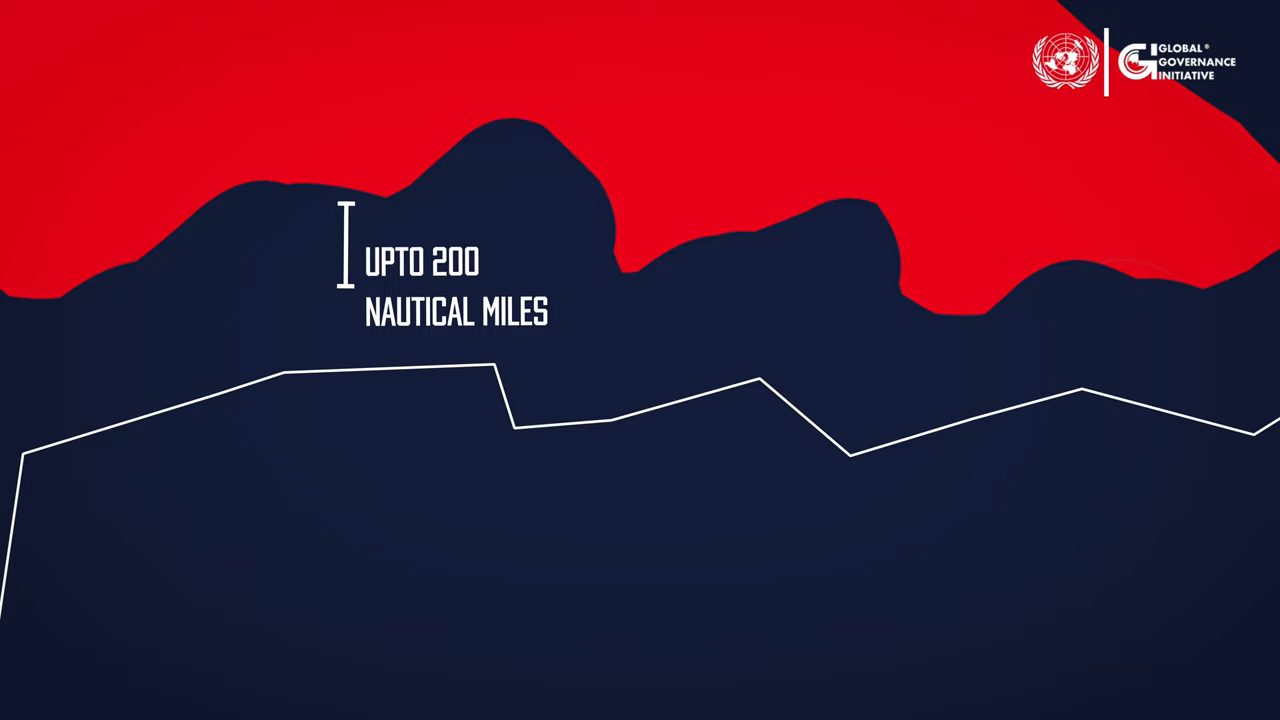 GLOBAL®
GOVERNANCE
INITIATIVE
UPTO 200
NAUTICAL MILES